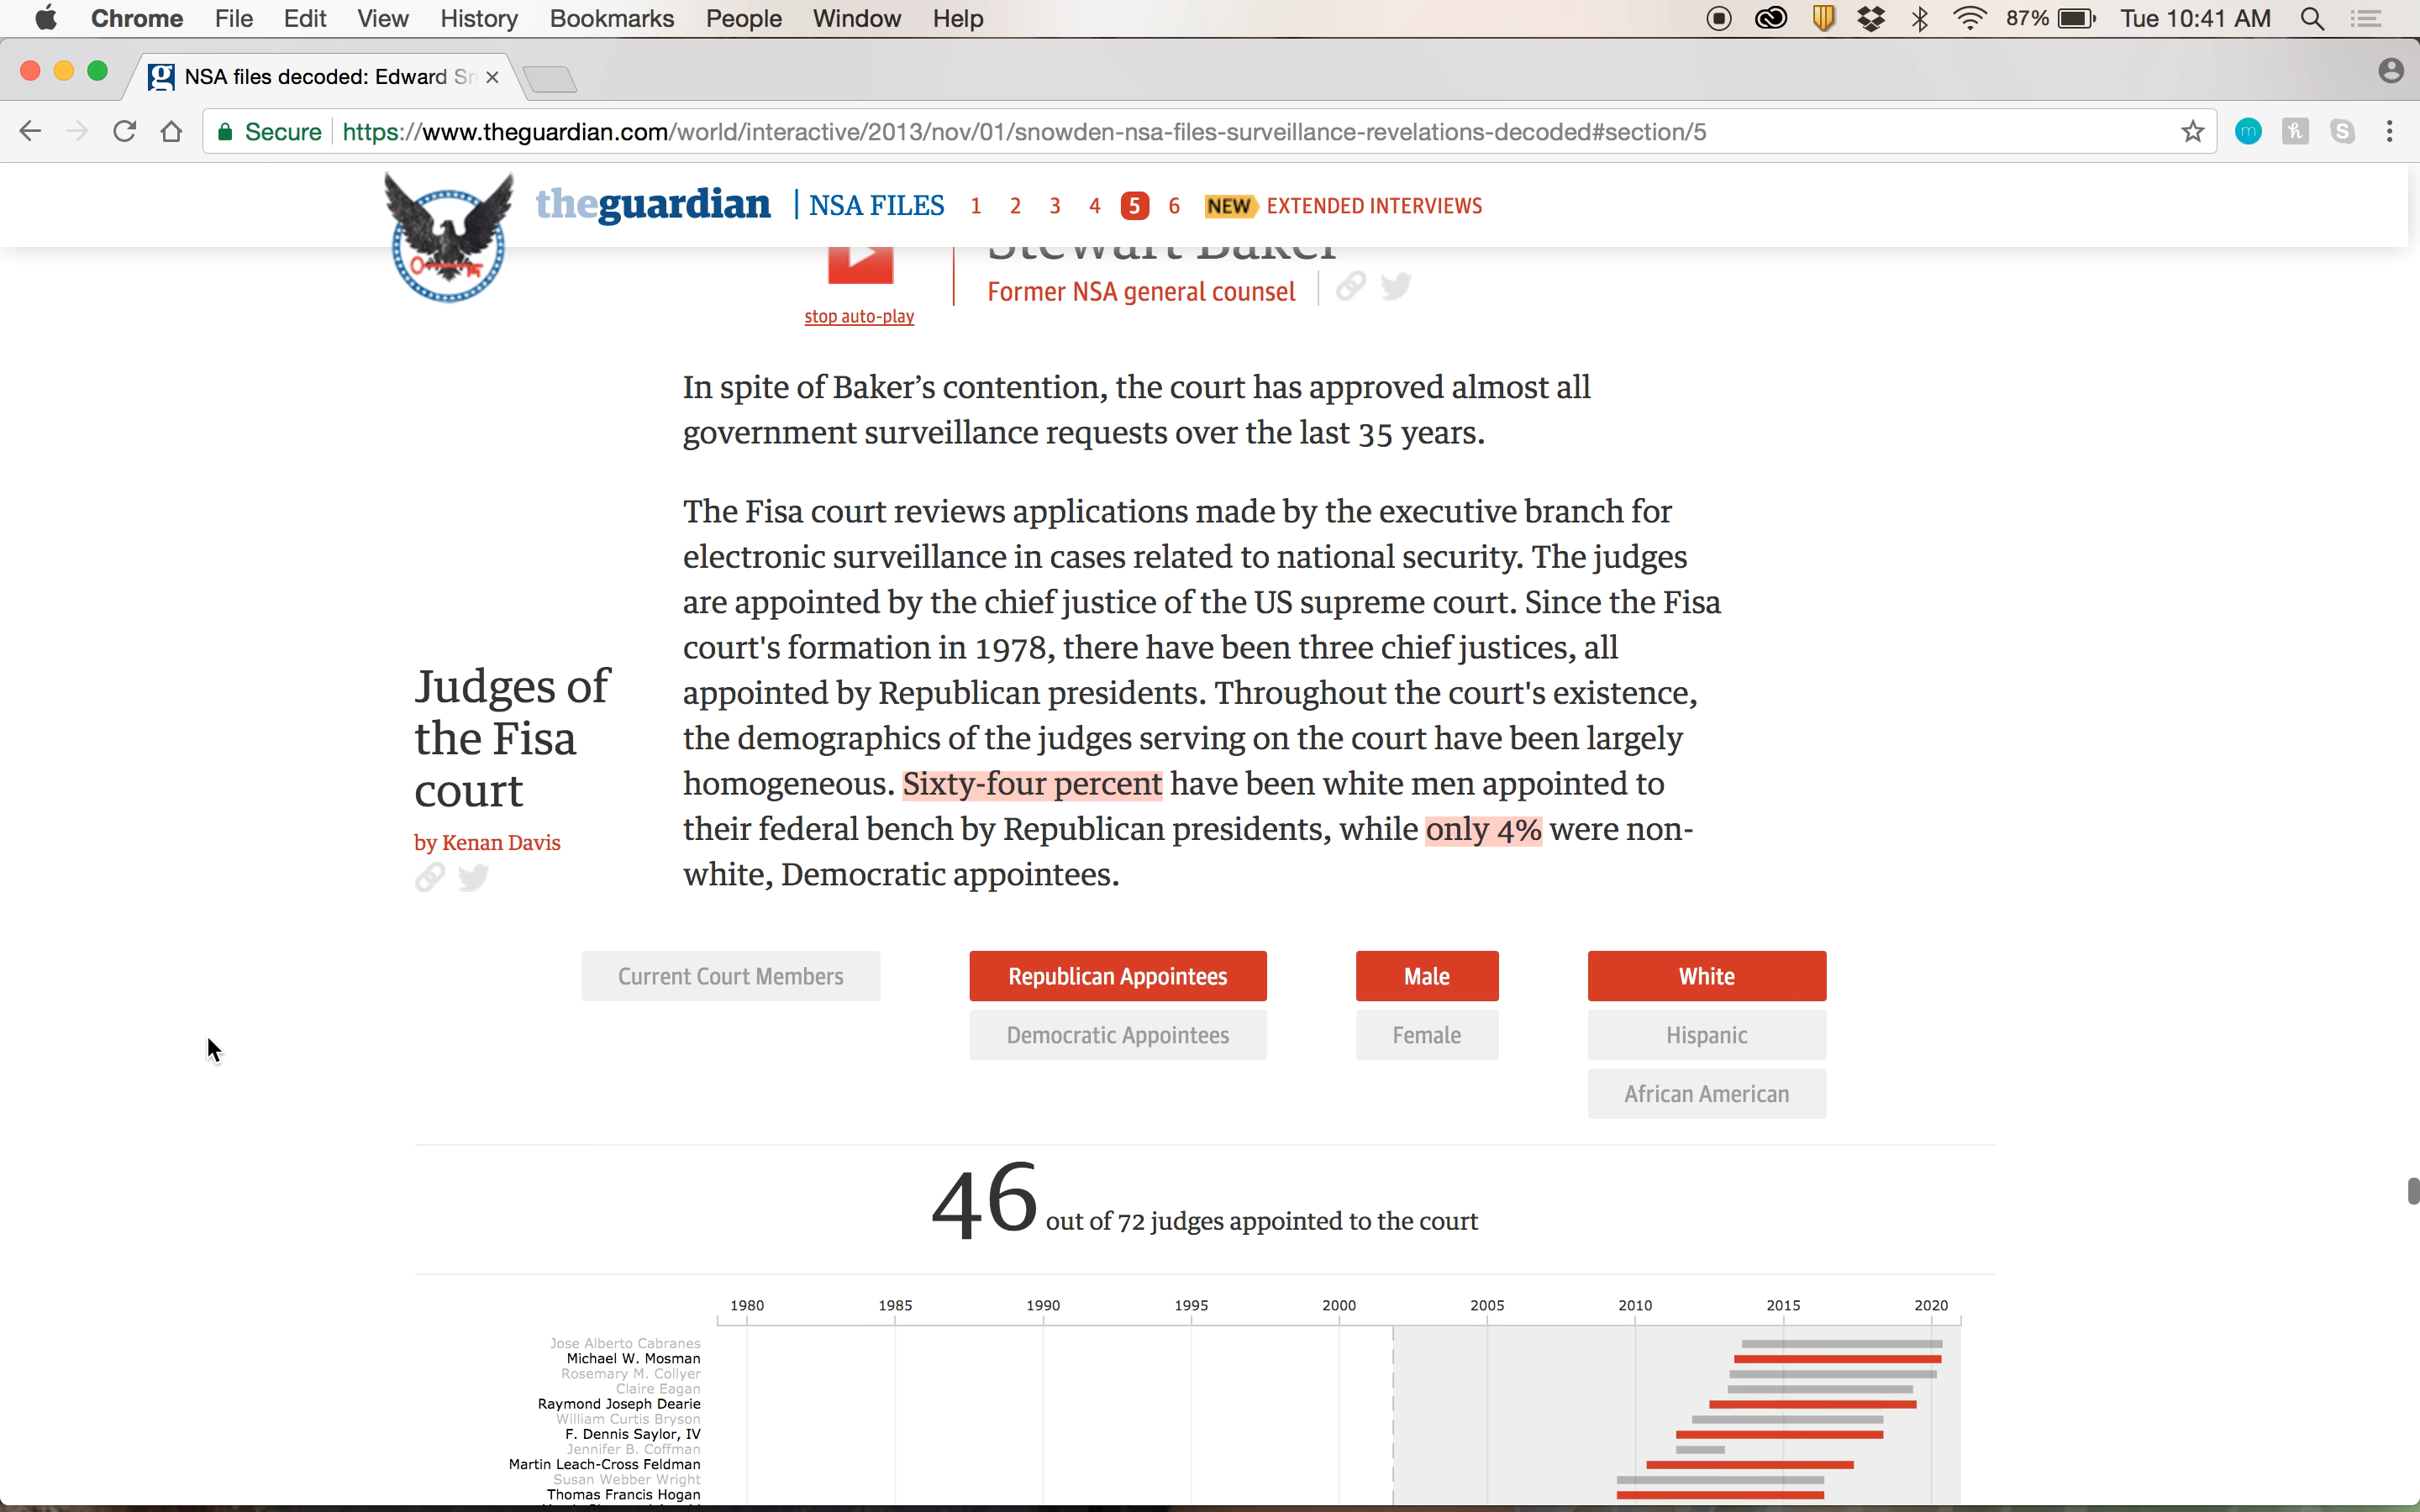 Chrome File Edit View History Bookmarks People Window Help 87% Tue 10:41 AM
NSA files decoded: Edward Sn
Secure https://www.theguardian.com/world/interactive/2013/nov/01/snowden-nsa-files-surveillance-revelations-decoded#section/5
theguardian | NSA FILES 1 2 3 4 5 6 NEW EXTENDED INTERVIEWS
Stewart Baker
Former NSA general counsel
stop auto-play
In spite of Baker’s contention, the court has approved almost all
government surveillance requests over the last 35 years.
Judges of
the Fisa
court
by Kenan Davis
The Fisa court reviews applications made by the executive branch for
electronic surveillance in cases related to national security. The judges
are appointed by the chief justice of the US supreme court. Since the Fisa
court's formation in 1978, there have been three chief justices, all
appointed by Republican presidents. Throughout the court's existence,
the demographics of the judges serving on the court have been largely
homogeneous. Sixty-four percent have been white men appointed to
their federal bench by Republican presidents, while only 4% were non-
white, Democratic appointees.
Current Court Members Republican Appointees Male White
Democratic Appointees Female Hispanic
African American
46 out of 72 judges appointed to the court
1980 1985 1990 1995 2000 2005 2010 2015 2020
Jose Alberto Cabranes
Michael W. Mosman
Rosemary M. Collyer
Claire Eagan
Raymond Joseph Dearie
William Curtis Bryson
F. Dennis Saylor, IV
Jennifer B. Coffman
Martin Leach-Cross Feldman
Susan Webber Wright
Thomas Francis Hogan